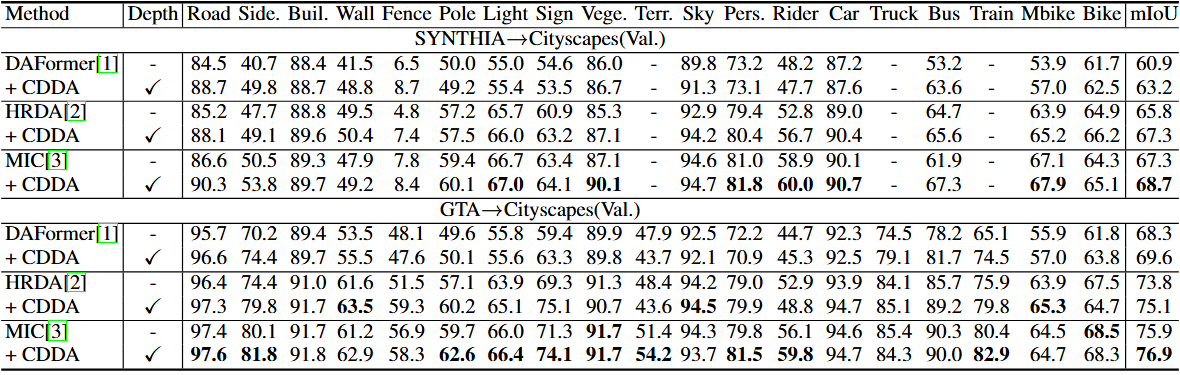 Method Depth Road Side. Buil. Wall Fence Pole Light Sign Vege. Terr. Sky Pers. Rider Car Truck Bus Train Mbike Bike mIoU
SYNTHIA→Cityscapes(Val.)
DAFormer[1] - 84.5 40.7 88.4 41.5 6.5 50.0 55.0 54.6 86.0 - 89.8 73.2 48.2 87.2 - 53.2 - 53.9 61.7 60.9
+ CDDA ✓ 88.7 49.8 88.7 48.8 8.7 49.2 55.4 53.5 86.7 - 91.3 73.1 47.7 87.6 - 63.6 - 57.0 62.5 63.2
HRDA[2] - 85.2 47.7 88.8 49.5 4.8 57.2 65.7 60.9 85.3 - 92.9 79.4 52.8 89.0 - 64.7 - 63.9 64.9 65.8
+ CDDA ✓ 88.1 49.1 89.6 50.4 7.4 57.5 66.0 63.2 87.1 - 94.2 80.4 56.7 90.4 - 65.6 - 65.2 66.2 67.3
MIC[3] - 86.6 50.5 89.3 47.9 7.8 59.4 66.7 63.4 87.1 - 94.6 81.0 58.9 90.1 - 61.9 - 67.1 64.3 67.3
+ CDDA ✓ 90.3 53.8 89.7 49.2 8.4 60.1 67.0 64.1 90.1 - 94.7 81.8 60.0 90.7 - 67.3 - 67.9 65.1 68.7
GTA→Cityscapes(Val.)
DAFormer[1] - 95.7 70.2 89.4 53.5 48.1 49.6 55.8 59.4 89.9 47.9 92.5 72.2 44.7 92.3 74.5 78.2 65.1 55.9 61.8 68.3
+ CDDA ✓ 96.6 74.4 89.7 55.5 47.6 50.1 55.6 63.3 89.8 43.7 92.1 70.9 45.3 92.5 79.1 81.7 74.5 57.0 63.8 69.6
HRDA[2] - 96.4 74.4 91.0 61.6 51.5 57.1 63.9 69.3 91.3 48.4 94.2 79.0 52.9 93.9 84.1 85.7 75.9 63.9 67.5 73.8
+ CDDA ✓ 97.3 79.8 91.7 63.5 59.3 60.2 65.1 75.1 90.7 43.6 94.5 79.9 48.8 94.7 85.1 89.2 79.8 65.3 64.7 75.1
MIC[3] - 97.4 80.1 91.7 61.2 56.9 59.7 66.0 71.3 91.7 51.4 94.3 79.8 56.1 94.6 85.4 90.3 80.4 64.5 68.5 75.9
+ CDDA ✓ 97.6 81.8 91.8 62.9 58.3 62.6 66.4 74.1 91.7 54.2 93.7 81.5 59.8 94.7 84.3 90.0 82.9 64.7 68.3 76.9